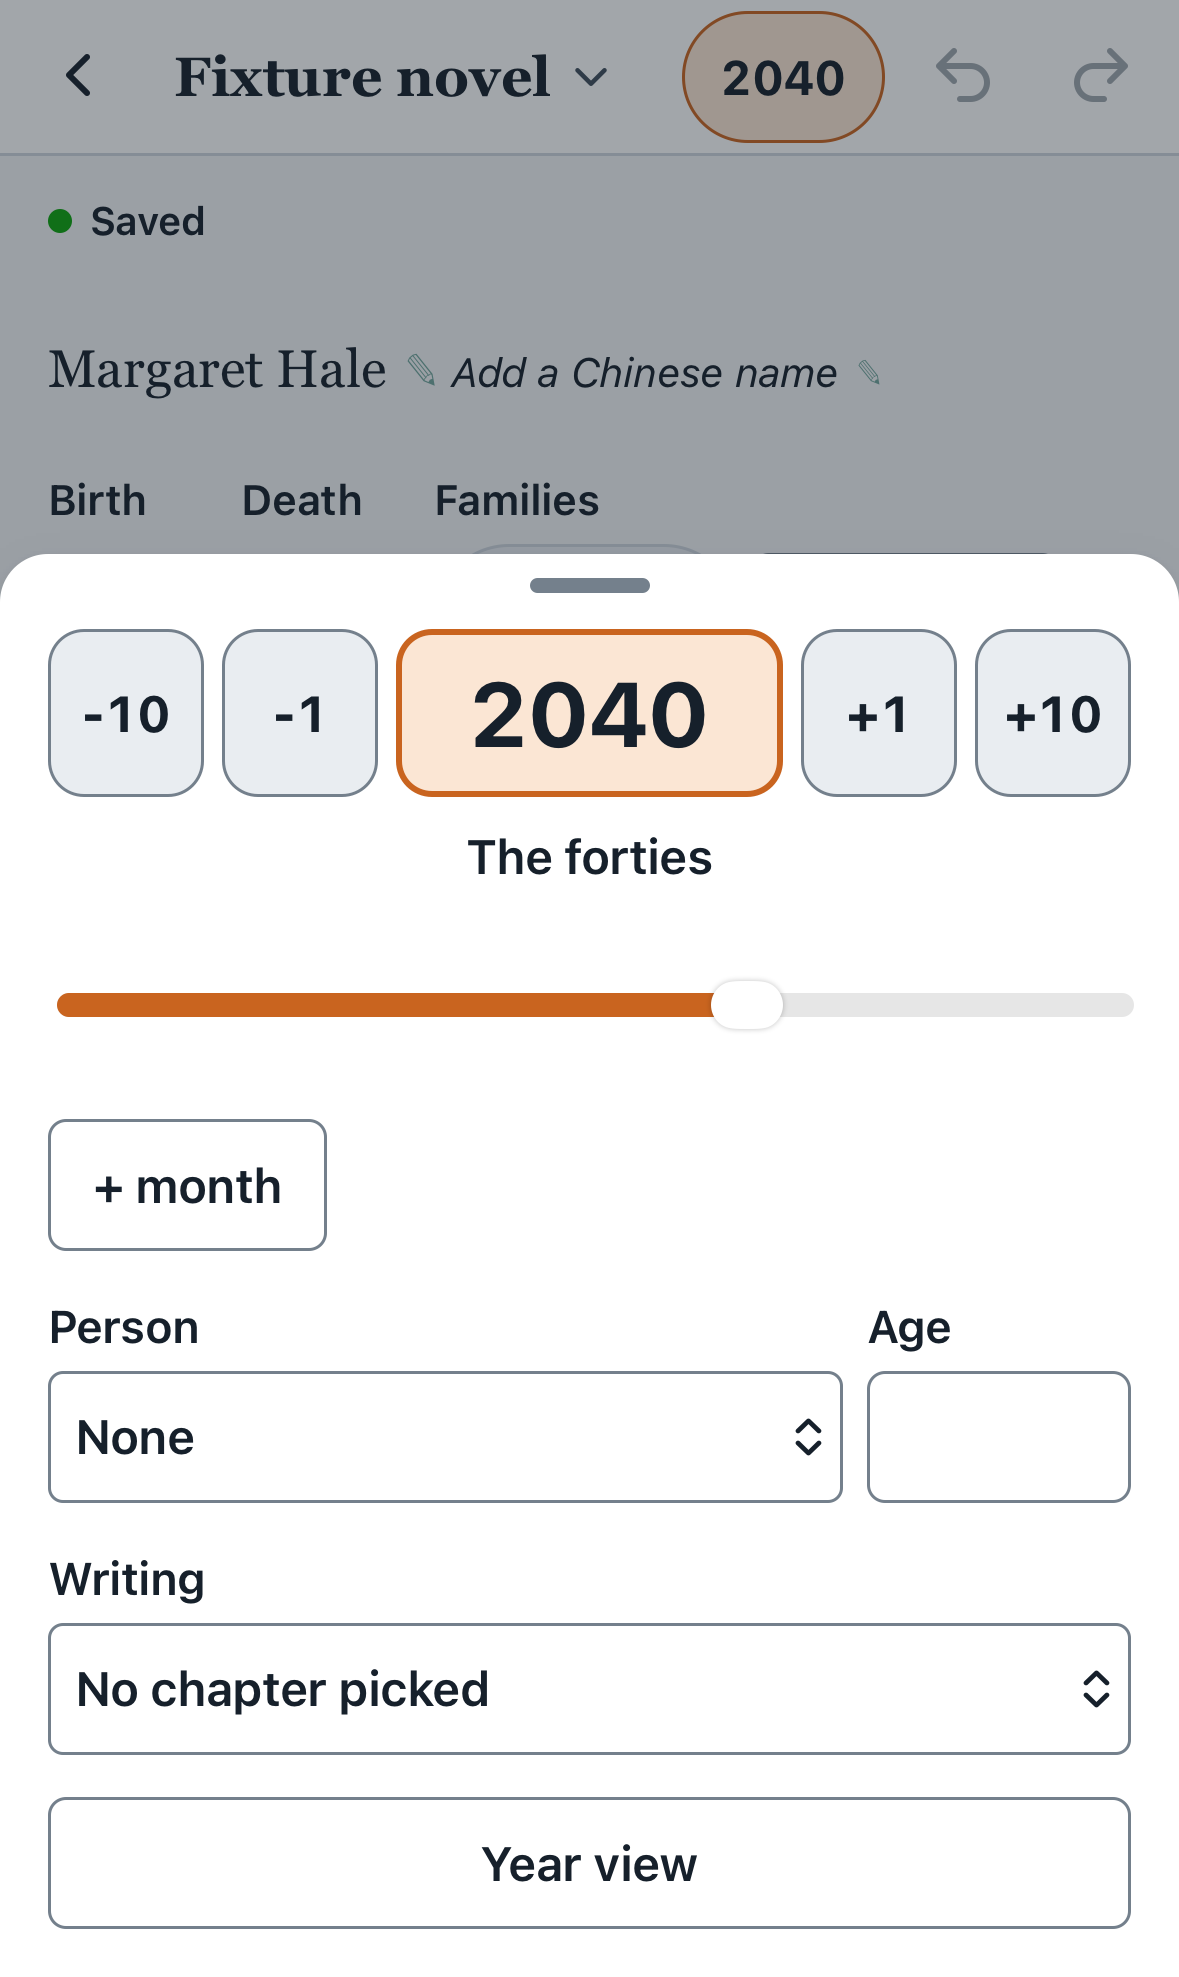 Fixture novel 2040
Saved
Margaret Hale Add a Chinese name
Birth Death Families
-10 -1 2040 +1 +10
The forties
+ month
Person Age
None
Writing
No chapter picked
Year view